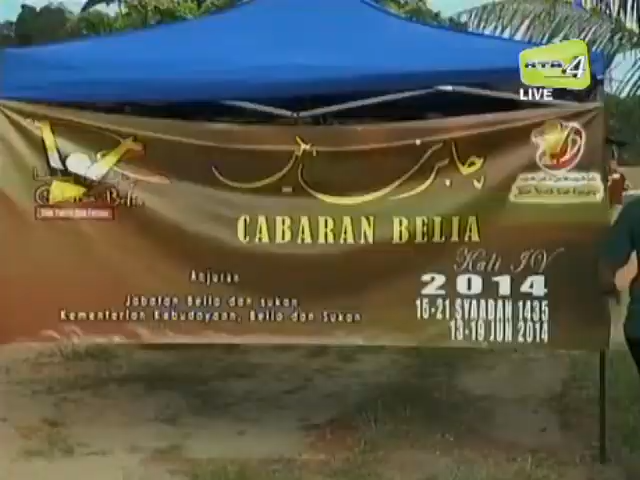 RTB 4
LIVE
چابرن بليا
CABARAN BELIA
Kali IV
2014
15-21 SYAABAN 1435
13-19 JUN 2014
Anjuran
Jabatan Belia dan sukan
Kementerian Kebudayaan, Belia dan Sukan